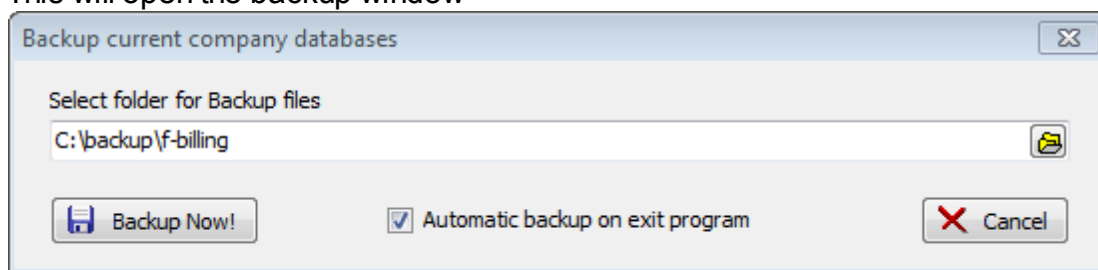 This will open the backup window
Backup current company databases
Select folder for Backup files
C:\backup\f-billing
Backup Now!
Automatic backup on exit program
Cancel